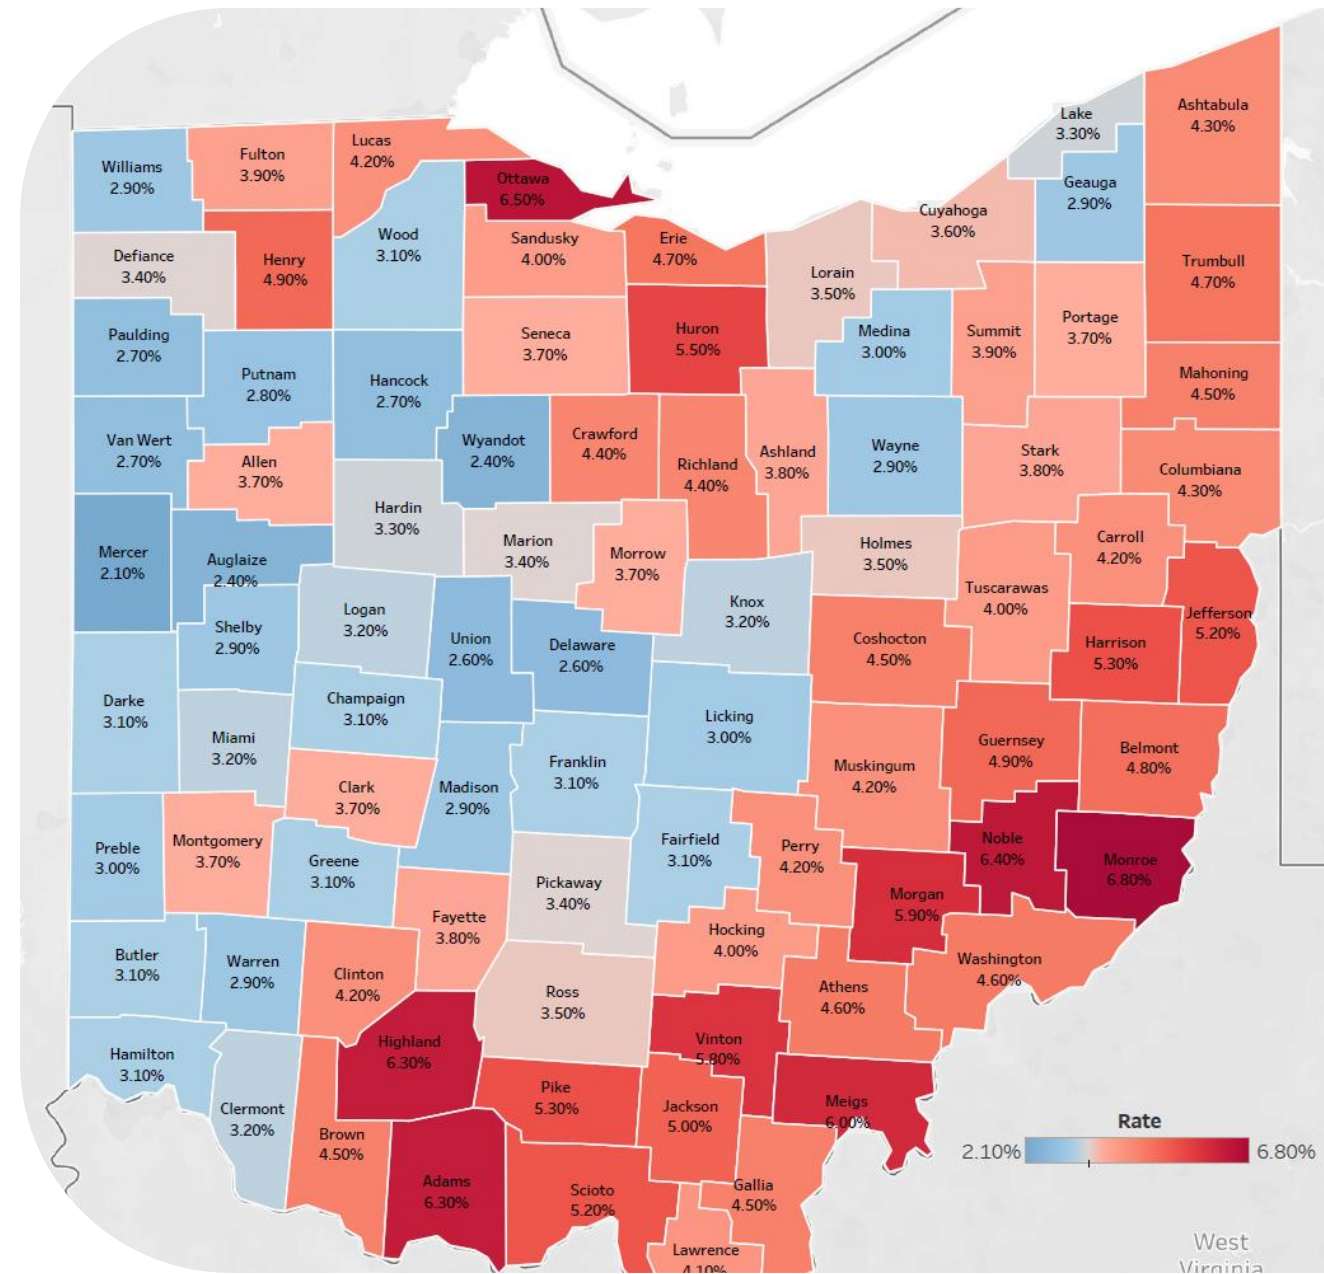 Lake
3.30%
Ashtabula
4.30%
Lucas
4.20%
Fulton
3.90%
Williams
2.90%
Ottawa
6.50%
Geauga
2.90%
Cuyahoga
3.60%
Wood
3.10%
Sandusky
4.00%
Erie
4.70%
Defiance
3.40%
Henry
4.90%
Lorain
3.50%
Trumbull
4.70%
Paulding
2.70%
Seneca
3.70%
Huron
5.50%
Medina
3.00%
Summit
3.90%
Portage
3.70%
Putnam
2.80%
Hancock
2.70%
Mahoning
4.50%
Van Wert
2.70%
Allen
3.70%
Wyandot
2.40%
Crawford
4.40%
Richland
4.40%
Ashland
3.80%
Wayne
2.90%
Stark
3.80%
Columbiana
4.30%
Hardin
3.30%
Marion
3.40%
Morrow
3.70%
Holmes
3.50%
Carroll
4.20%
Mercer
2.10%
Auglaize
2.40%
Tuscarawas
4.00%
Jefferson
5.20%
Logan
3.20%
Knox
3.20%
Shelby
2.90%
Union
2.60%
Delaware
2.60%
Coshocton
4.50%
Harrison
5.30%
Darke
3.10%
Champaign
3.10%
Licking
3.00%
Miami
3.20%
Guernsey
4.90%
Belmont
4.80%
Franklin
3.10%
Muskingum
4.20%
Clark
3.70%
Madison
2.90%
Preble
3.00%
Montgomery
3.70%
Greene
3.10%
Fairfield
3.10%
Perry
4.20%
Noble
6.40%
Monroe
6.80%
Pickaway
3.40%
Morgan
5.90%
Fayette
3.80%
Hocking
4.00%
Butler
3.10%
Warren
2.90%
Clinton
4.20%
Ross
3.50%
Athens
4.60%
Washington
4.60%
Hamilton
3.10%
Highland
6.30%
Vinton
5.80%
Pike
5.30%
Clermont
3.20%
Jackson
5.00%
Meigs
6.00%
Brown
4.50%
Adams
6.30%
Scioto
5.20%
Gallia
4.50%
Lawrence
4.10%
Rate
2.10% 6.80%
West
Virginia